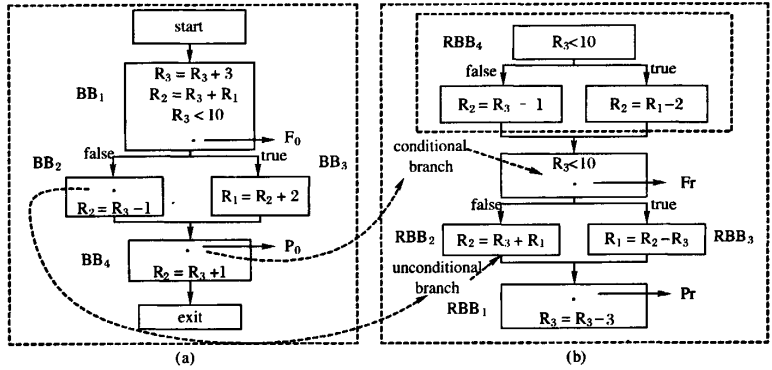 start
BB₁
R₃ = R₃ + 3
R₂ = R₃ + R₁
R₃ < 10
F₀
BB₂
false
true
BB₃
R₂ = R₃ − 1
R₁ = R₂ + 2
P₀
BB₄
R₂ = R₃ + 1
exit
(a)
RBB₄
R₃<10
false
true
R₂ = R₃ - 1
R₂ = R₁−2
conditional
branch
R₃<10
Fr
false
true
RBB₂
R₂ = R₃ + R₁
R₁ = R₂−R₃
RBB₃
unconditional
branch
RBB₁
Pr
R₃ = R₃−3
(b)